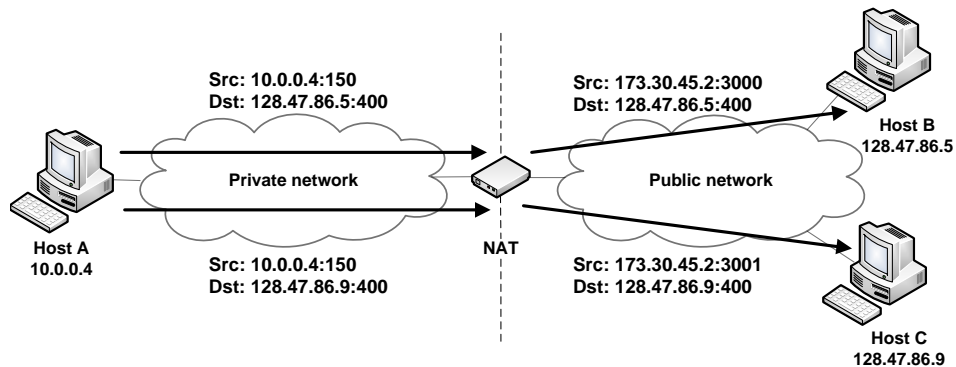 Src: 10.0.0.4:150
Dst: 128.47.86.5:400
Src: 173.30.45.2:3000
Dst: 128.47.86.5:400
Host B
128.47.86.5
Private network
Public network
Host A
10.0.0.4
NAT
Src: 10.0.0.4:150
Dst: 128.47.86.9:400
Src: 173.30.45.2:3001
Dst: 128.47.86.9:400
Host C
128.47.86.9